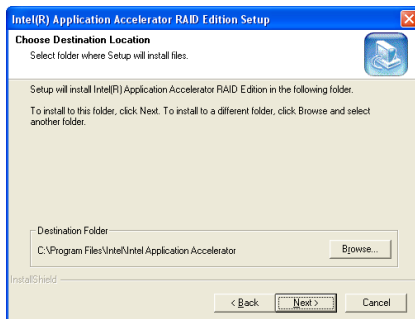 Intel(R) Application Accelerator RAID Edition Setup
Choose Destination Location
Select folder where Setup will install files.
Setup will install Intel(R) Application Accelerator RAID Edition in the following folder.
To install to this folder, click Next. To install to a different folder, click Browse and select
another folder.
Destination Folder
C:\Program Files\Intel\Intel Application Accelerator
Browse...
InstallShield
< Back
Next >
Cancel